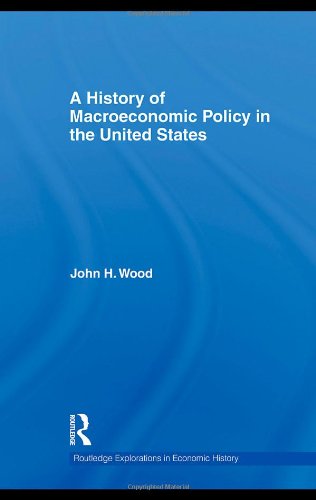 A History of
Macroeconomic Policy in
the United States
John H. Wood
ROUTLEDGE
Routledge Explorations in Economic History